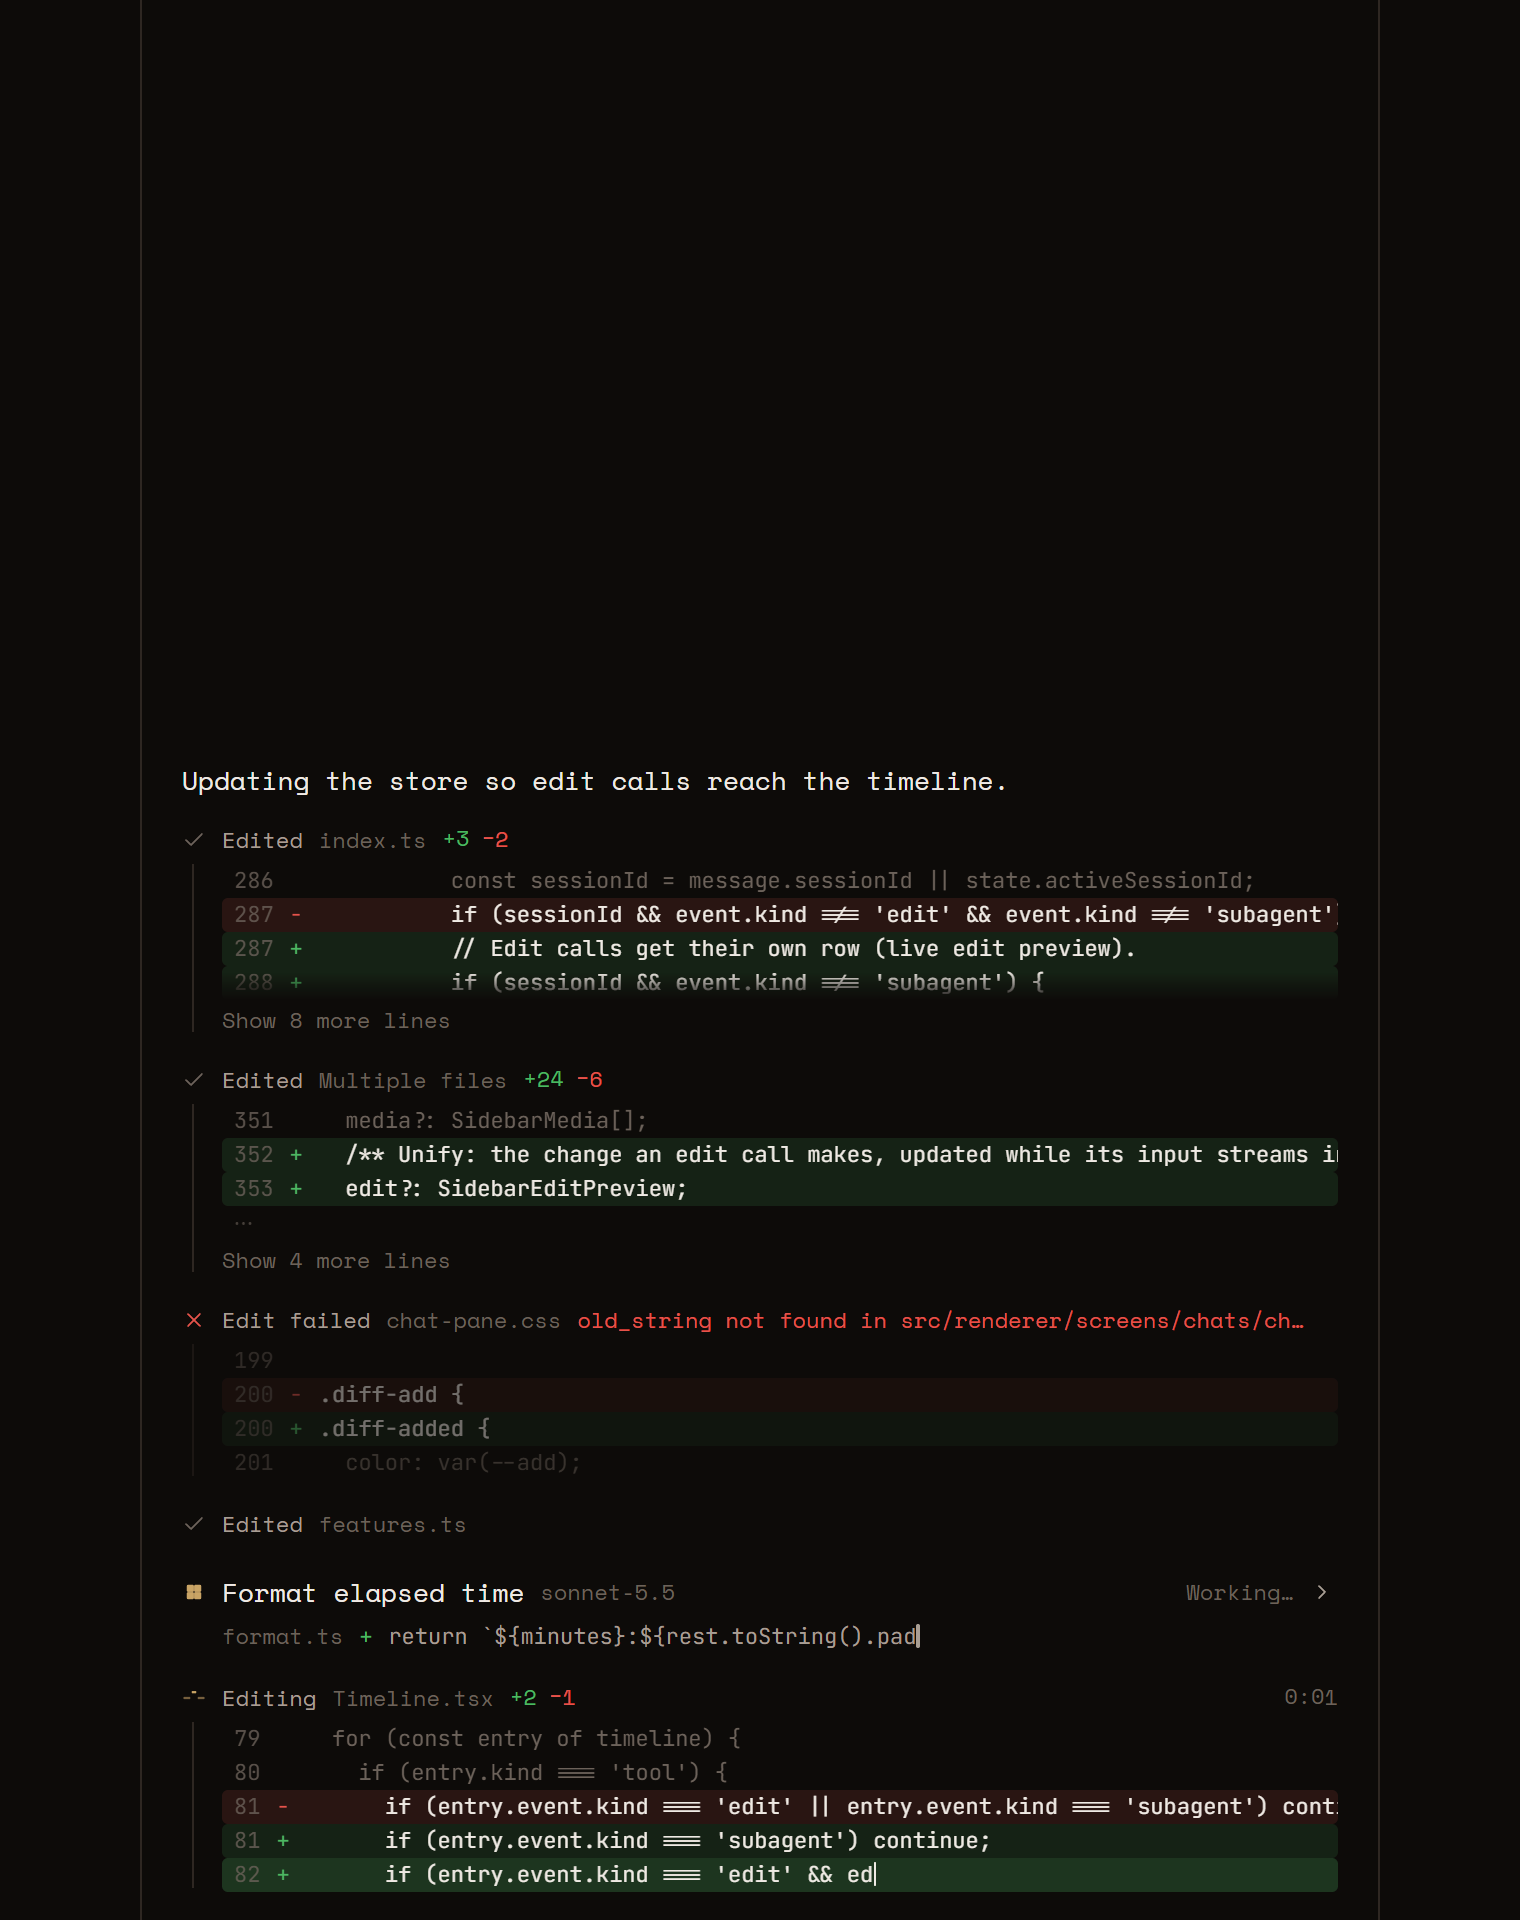 Updating the store so edit calls reach the timeline.
Edited index.ts +3 -2
286 const sessionId = message.sessionId || state.activeSessionId;
287 - if (sessionId && event.kind !== 'edit' && event.kind !== 'subagent')
287 + // Edit calls get their own row (live edit preview).
288 + if (sessionId && event.kind !== 'subagent') {
Show 8 more lines
Edited Multiple files +24 -6
351 media?: SidebarMedia[];
352 + /** Unify: the change an edit call makes, updated while its input streams in
353 + edit?: SidebarEditPreview;
...
Show 4 more lines
Edit failed chat-pane.css old_string not found in src/renderer/screens/chats/ch…
199
200 - .diff-add {
200 + .diff-added {
201 color: var(--add);
Edited features.ts
Format elapsed time sonnet-5.5 Working…
format.ts + return `${minutes}:${rest.toString().pad
Editing Timeline.tsx +2 -1 0:01
79 for (const entry of timeline) {
80 if (entry.kind === 'tool') {
81 - if (entry.event.kind === 'edit' || entry.event.kind === 'subagent') cont
81 + if (entry.event.kind === 'subagent') continue;
82 + if (entry.event.kind === 'edit' && ed